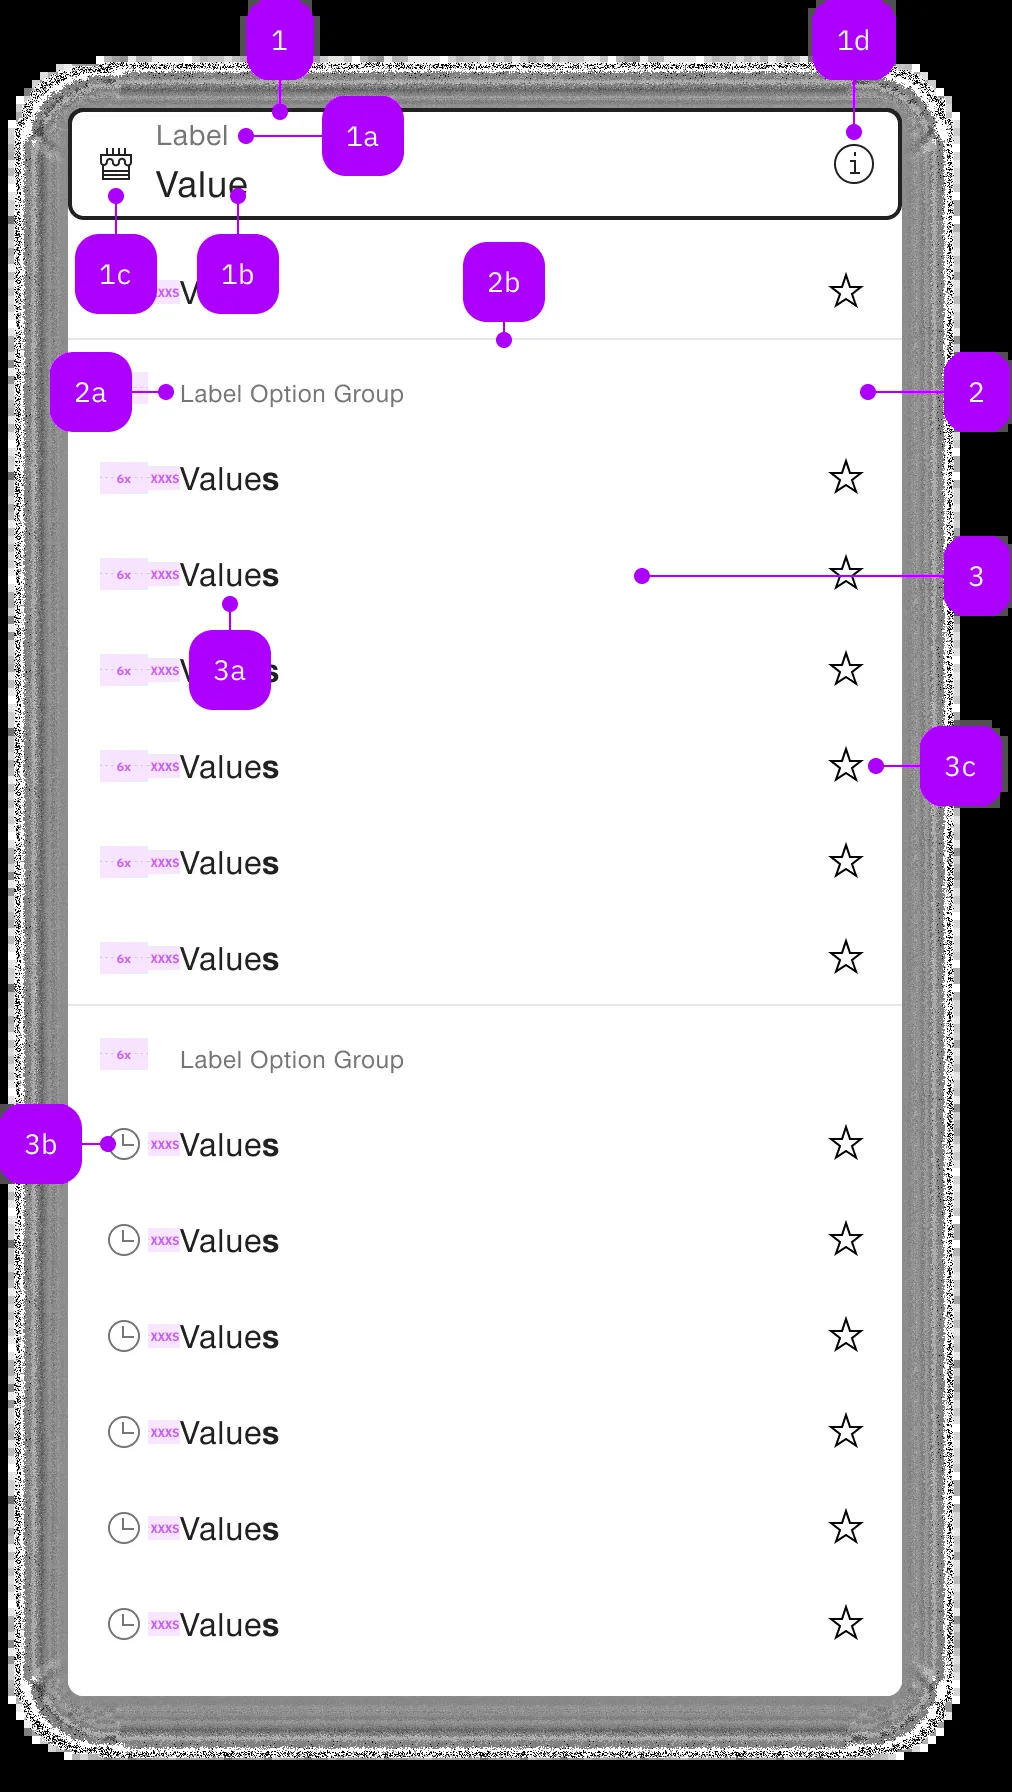 1
1d
Label
1a
Value
1c
xxxs
V
1b
2b
2a
Label Option Group
2
6x xxxs Values
6x xxxs Values
3
6x xxxs V s
3a
6x xxxs Values
3c
6x xxxs Values
6x xxxs Values
6x Label Option Group
3b
xxxs Values
xxxs Values
xxxs Values
xxxs Values
xxxs Values
xxxs Values